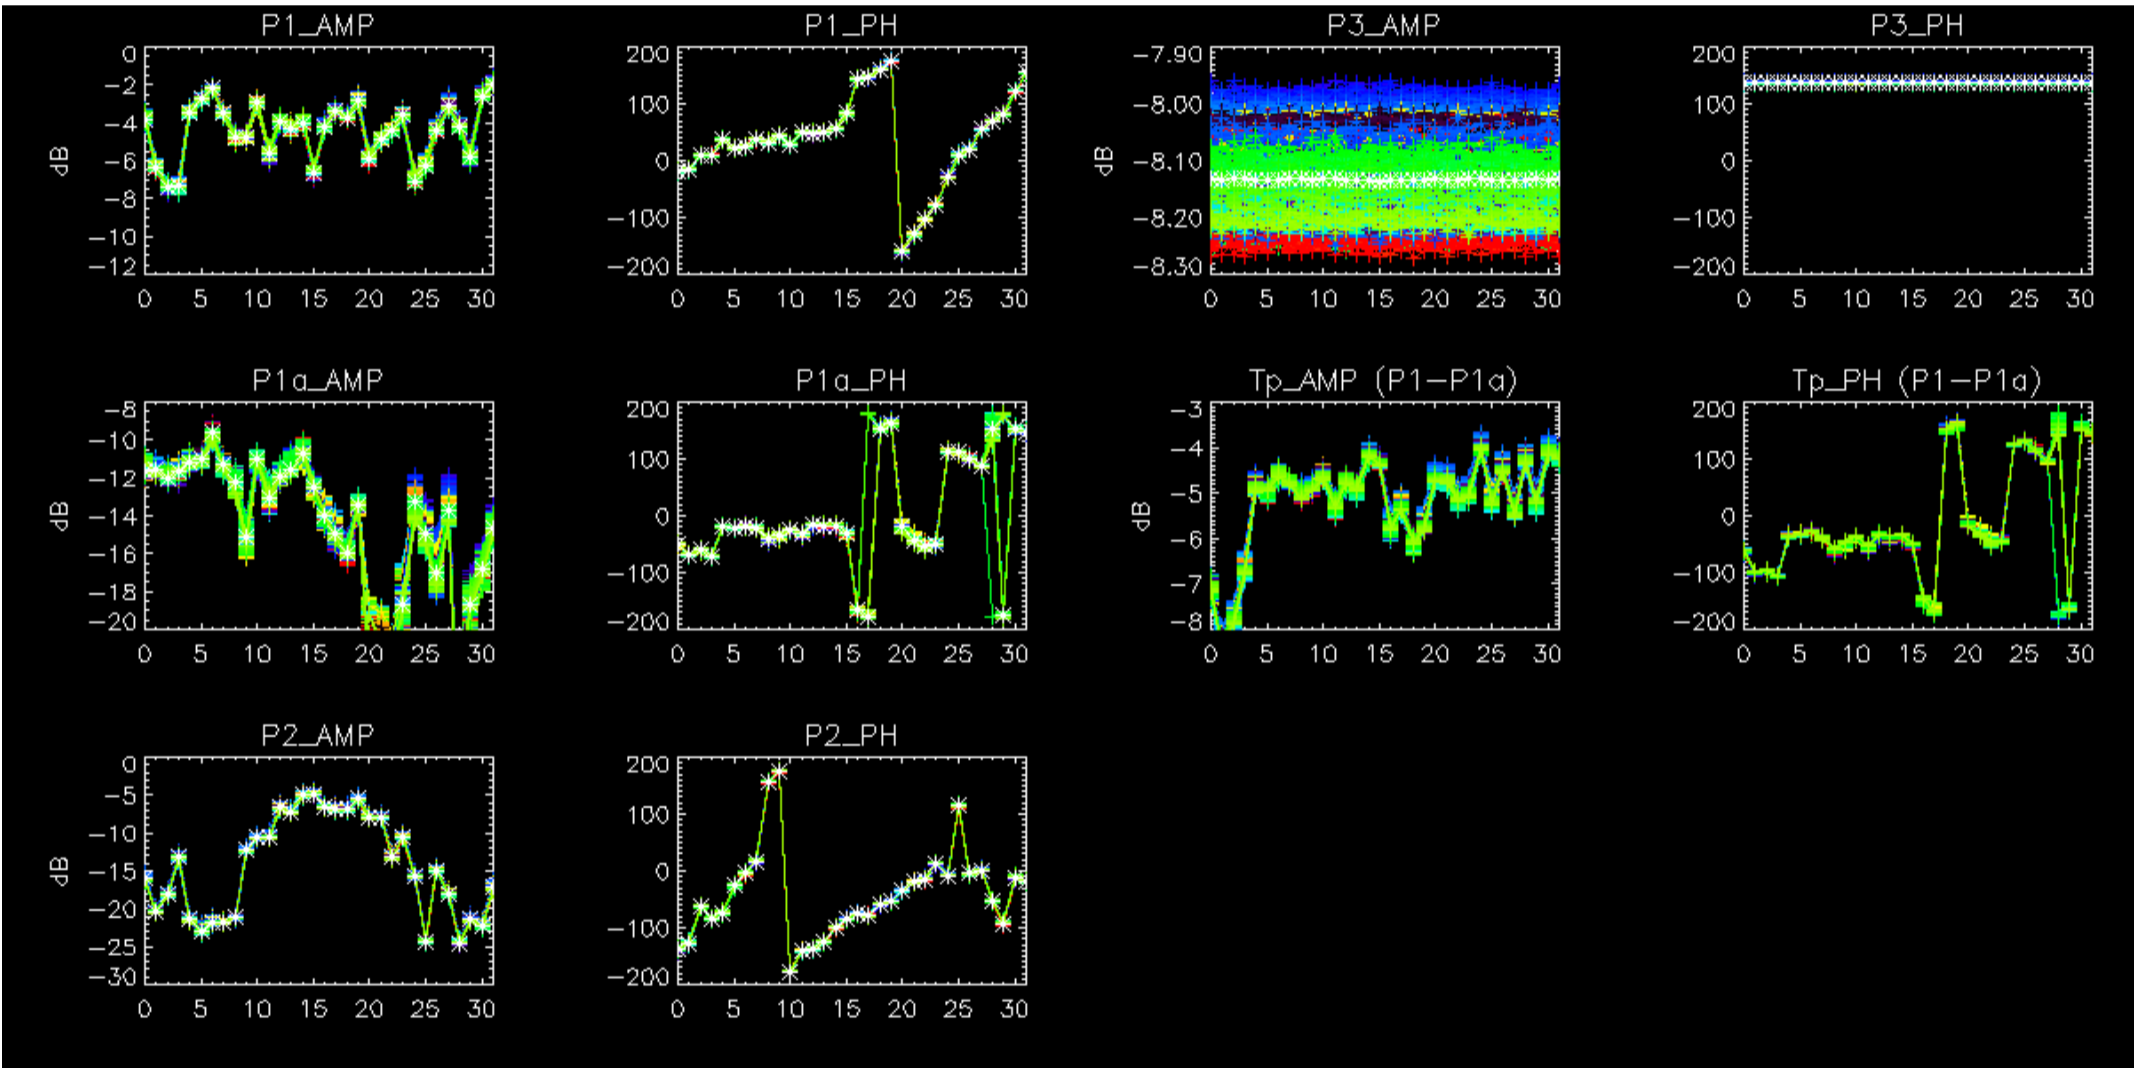 P1_AMP
P1_PH
P3_AMP
P3_PH
0
−2
−4
−6
−8
−10
−12
dB
0 5 10 15 20 25 30
200
100
0
−100
−200
0 5 10 15 20 25 30
−7.90
−8.00
−8.10
−8.20
−8.30
dB
0 5 10 15 20 25 30
200
100
0
−100
−200
0 5 10 15 20 25 30
P1a_AMP
P1a_PH
Tp_AMP (P1−P1a)
Tp_PH (P1−P1a)
−8
−10
−12
−14
−16
−18
−20
dB
0 5 10 15 20 25 30
200
100
0
−100
−200
0 5 10 15 20 25 30
−3
−4
−5
−6
−7
−8
dB
0 5 10 15 20 25 30
200
100
0
−100
−200
0 5 10 15 20 25 30
P2_AMP
P2_PH
0
−5
−10
−15
−20
−25
−30
dB
0 5 10 15 20 25 30
200
100
0
−100
−200
0 5 10 15 20 25 30